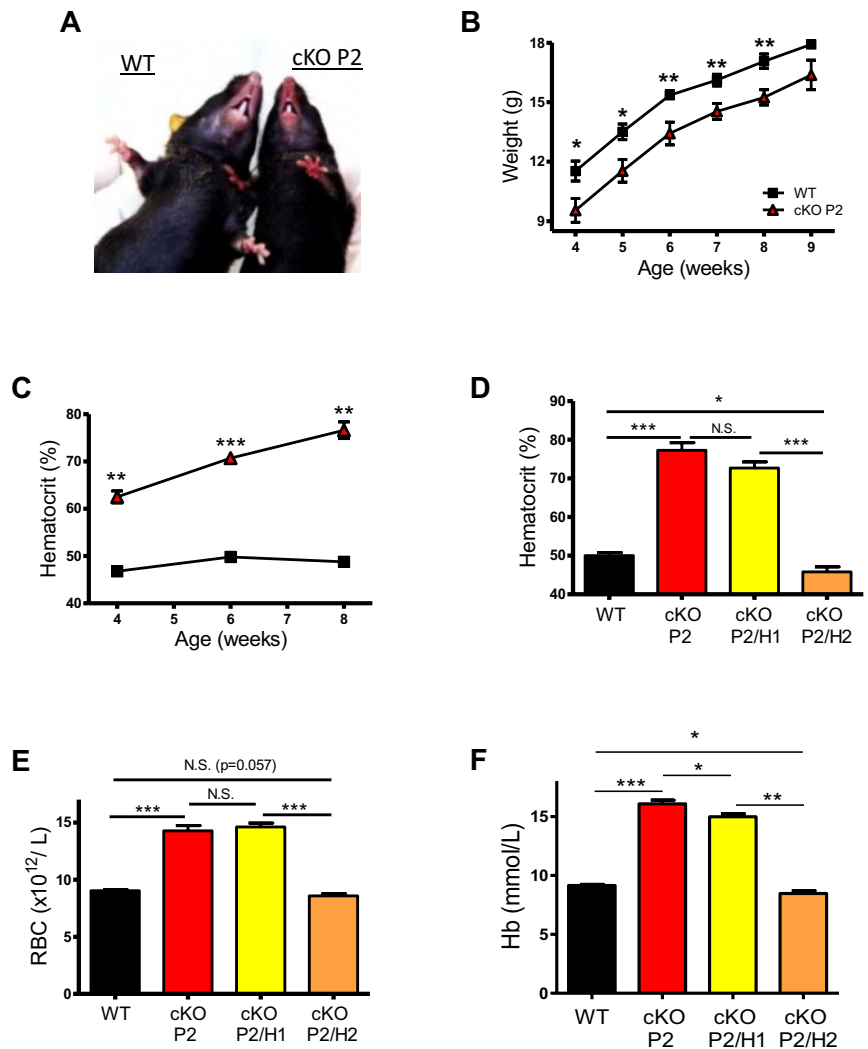 A
WT
cKO P2
B
Weight (g)
18
15
12
9
*
*
**
**
**
WT
cKO P2
4 5 6 7 8 9
Age (weeks)
C
Hematocrit (%)
80
70
60
50
40
**
***
**
4 5 6 7 8
Age (weeks)
D
Hematocrit (%)
90
80
70
60
50
40
*
***
N.S.
***
WT
cKO P2
cKO P2/H1
cKO P2/H2
E
RBC (x10¹²/ L)
15
10
5
0
N.S. (p=0.057)
***
N.S.
***
WT
cKO P2
cKO P2/H1
cKO P2/H2
F
Hb (mmol/L)
15
10
5
0
*
***
*
**
WT
cKO P2
cKO P2/H1
cKO P2/H2